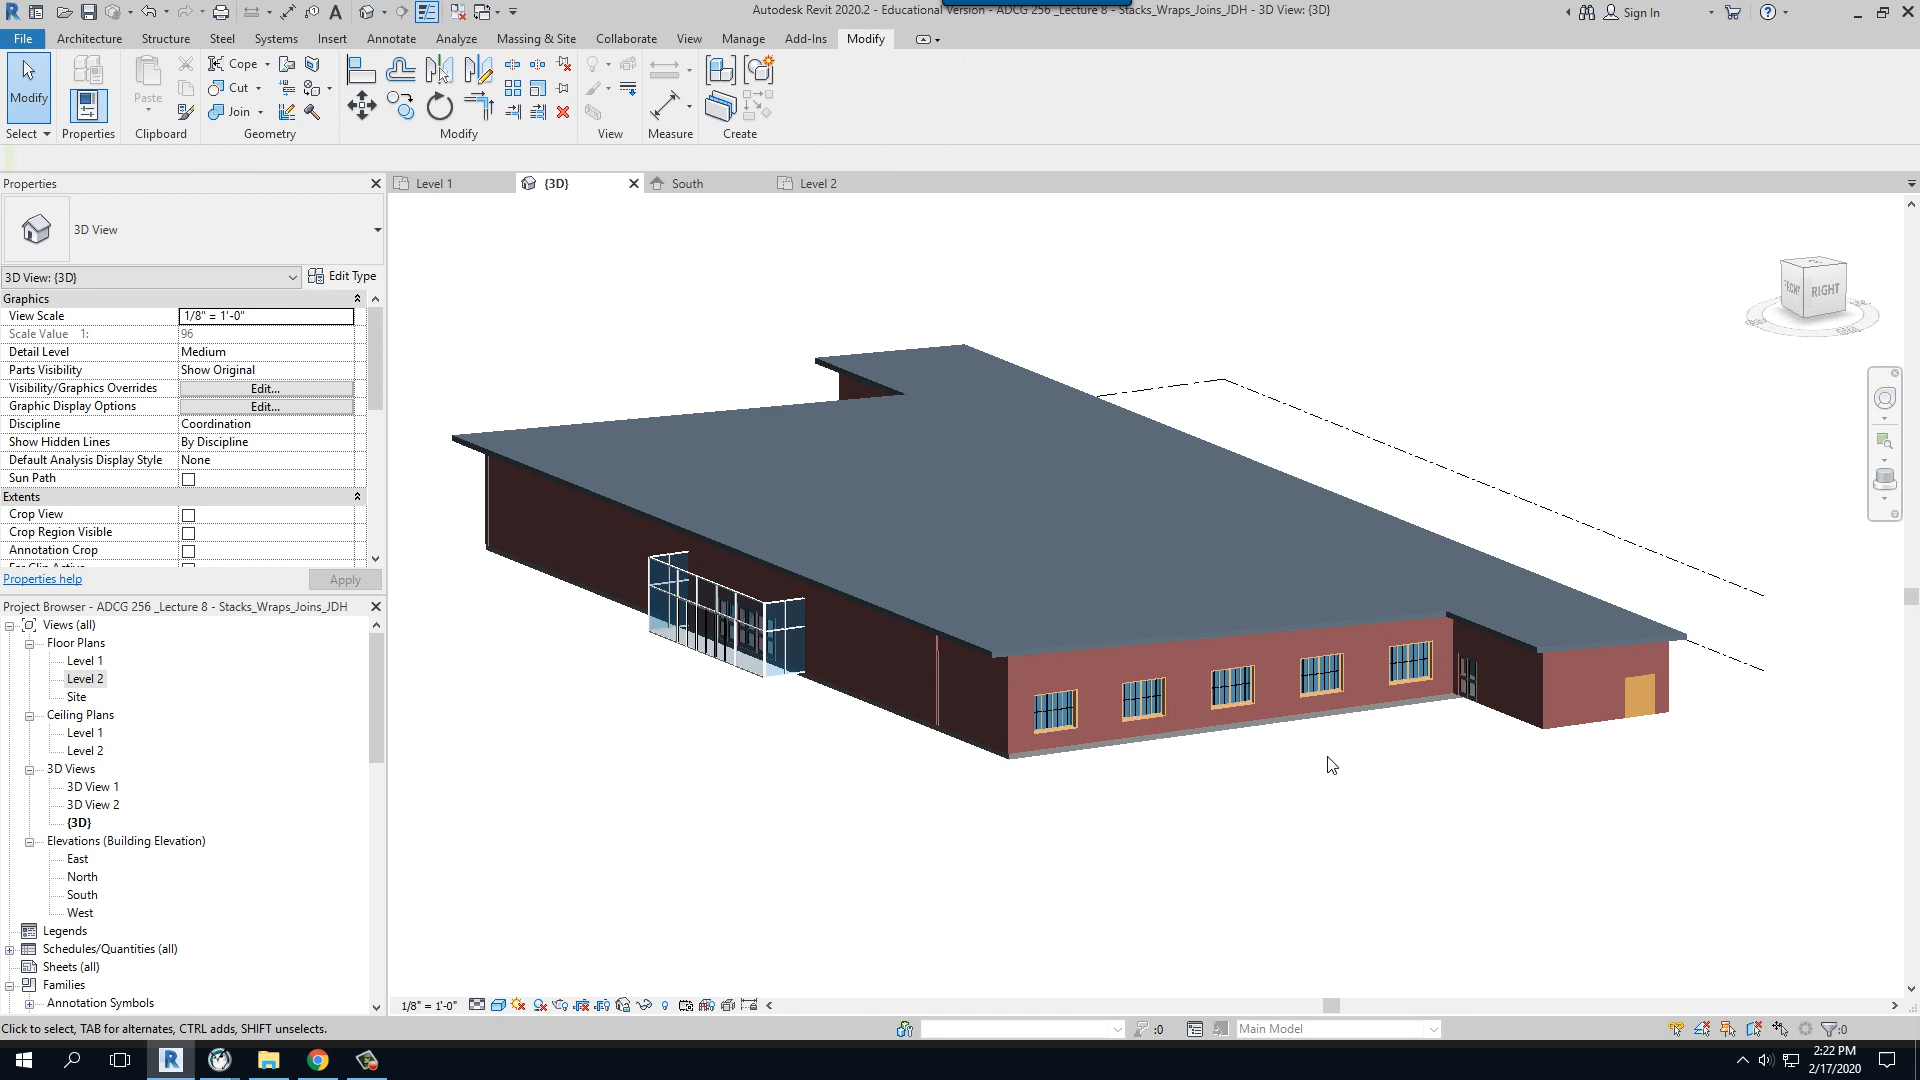 Autodesk Revit 2020.2 - Educational Version - ADCG 256 _Lecture 8 - Stacks_Wraps_Joins_JDH - 3D View: {3D}
Sign In
File Architecture Structure Steel Systems Insert Annotate Analyze Massing & Site Collaborate View Manage Add-Ins Modify
Modify
Paste
Cope
Cut
Join
Select Properties Clipboard Geometry Modify View Measure Create
Properties
Level 1 {3D} South Level 2
3D View
3D View: {3D} Edit Type
Graphics
View Scale 1/8" = 1'-0"
Scale Value 1: 96
Detail Level Medium
Parts Visibility Show Original
Visibility/Graphics Overrides Edit...
Graphic Display Options Edit...
Discipline Coordination
Show Hidden Lines By Discipline
Default Analysis Display Style None
Sun Path
Extents
Crop View
Crop Region Visible
Annotation Crop
Properties help Apply
Project Browser - ADCG 256 _Lecture 8 - Stacks_Wraps_Joins_JDH
Views (all)
Floor Plans
Level 1
Level 2
Site
Ceiling Plans
Level 1
Level 2
3D Views
3D View 1
3D View 2
{3D}
Elevations (Building Elevation)
East
North
South
West
Legends
Schedules/Quantities (all)
Sheets (all)
Families
Annotation Symbols
FRONT RIGHT
1/8" = 1'-0"
Click to select, TAB for alternates, CTRL adds, SHIFT unselects.
:0
Main Model
:0
2:22 PM
2/17/2020